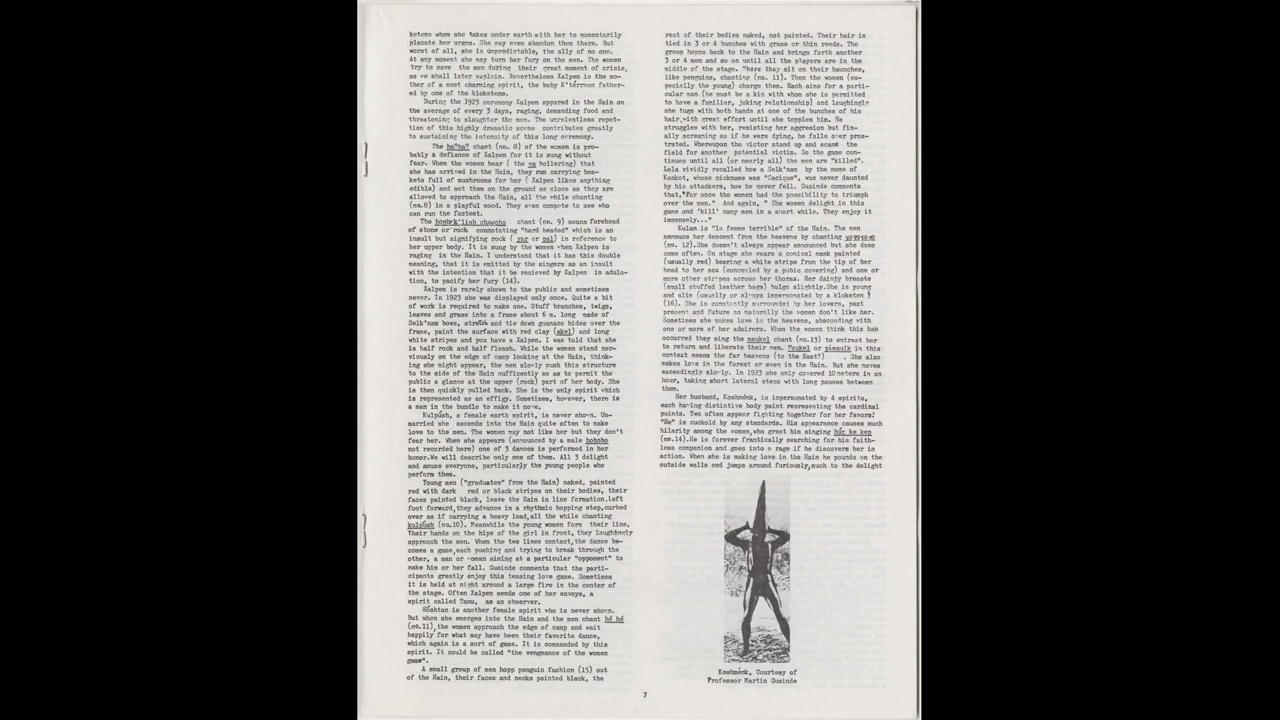 ketens whom she takes under earth with her to momentarily
placate her urges. She may even abandon them there. But
worst of all, she is unpredictable, the ally of no one.
At any moment she may turn her fury on the men. The women
try to save the men during their great moment of crisis,
as we shall later explain. Nevertheless Xalpen is the mo-
ther of a most charming spirit, the baby K'térrnen father-
ed by one of the kloketens.
During the 1923 ceremony Xalpen appared in the Hain on
the average of every 3 days, raging, demanding food and
threatening to slaughter the men. The unrelentless repet-
tion of this highly dramatic scene contributes greatly
to sustaining the intensity of this long ceremony.
The ha?ha? chant (no. 8) of the women is pro-
bably a defiance of Xalpen for it is sung without
fear. When the women hear ( the wa hollering) that
she has arrived in the Hain, they run carrying bas-
kets full of mushrooms for her ( Xalpen likes anything
edible) and set them on the ground as close as they are
allowed to approach the Hain, all the while chanting
(no.8) in a playful mood. They even compete to see who
can run the fastest.
The chant (no. 9) means forehead
of stone or rock connotating "hard headed" which is an
insult but signifying rock ( yar or pal) in reference to
her upper body. It is sung by the women when Xalpen is
raging in the Hain. I understand that it has this double
meaning, that it is emitted by the singers as an insult
with the intention that it be recieved by Xalpen in adula-
tion, to pacify her fury (14).
Xalpen is rarely shown to the public and sometimes
never. In 1923 she was displayed only once. Quite a bit
of work is required to make one. Stuff branches, twigs,
leaves and grass into a frame about 6 m. long made of
Selk'nam bows, stretch and tie down guanaco hides over the
frame, paint the surface with red clay (akel) and long
white stripes and you have a Xalpen. I was told that she
is half rock and half fleash. While the women stand ner-
viously on the edge of camp looking at the Hain, think-
ing she might appear, the men slowly push this structure
to the side of the Hain sufficently so as to permit the
public a glance at the upper (rock) part of her body. She
is then quickly pulled back. She is the only spirit which
is represented as an effigy. Sometimes, however, there is
a man in the bundle to make it move.
Kulpúsh, a female earth spirit, is never shown. Un-
married she ascends into the Hain quite often to make
love to the men. The women may not like her but they don't
fear her. When she appears (announced by a male hohoho
not recorded here) one of 3 dances is performed in her
honor.We will describe only one of them. All 3 delight
and amuse everyone, particularly the young people who
perform them.
Young men ("graduates" from the Hain) naked, painted
red with dark red or black stripes on their bodies, their
faces painted black, leave the Hain in line formation.Left
foot forward,they advance in a rhythmic hopping step,curbed
over as if carrying a heavy load,all the while chanting
kulpúsh (no.10). Meanwhile the young women form their line,
Their hands on the hips of the girl in front, they laughingly
approach the men. When the two lines contact,the dance be-
comes a game,each pushing and trying to break through the
other, a man or woman aiming at a particular "opponent" to
make him or her fall. Gusinde comments that the parti-
cipants greatly enjoy this teasing love game. Sometimes
it is held at night around a large fire in the center of
the stage. Often Xalpen sends one of her envoys, a
spirit called Tanu, as an observer.
Hóshtan is another female spirit who is never shown.
But when she emerges into the Hain and the men chant hó hó
(no.11),the women approach the edge of camp and wait
happily for what may have been their favorite dance,
which again is a sort of game. It is commanded by this
spirit. It could be called "the vengeance of the women
game".
A small group of men hopp penguin fashion (15) out
of the Hain, their faces and necks painted black, the
rest of their bodies naked, not painted. Their hair is
tied in 3 or 4 bunches with grass or thin reeds. The
group hopps back to the Hain and brings forth another
3 or 4 men and so on until all the players are in the
middle of the stage. There they sit on their haunches,
like penguins, chanting (no. 11). Then the women (es-
pecially the young) charge them. Each aims for a parti-
cular man (he must be a kin with whom she is permitted
to have a familiar, joking relationship) and laughingly
she tugs with both hands at one of the bunches of his
hair,with great effort until she topples him. He
struggles with her, resisting her aggresion but fin-
ally screaming as if he were dying, he falls over pros-
trated. Whereupon the victor stand up and scans the
field for another potential victim. So the game con-
tinues until all (or nearly all) the men are "killed".
Lola vividly recalled how a Selk'nam by the name of
Kankot, whose nickname was "Cacique", was never daunted
by his attackers, how he never fell. Gusinde comments
that,"For once the women had the possibility to triumph
over the men." And again, " The women delight in this
game and 'kill' many men in a short while. They enjoy it
immensely..."
Kulan is "la femme terrible" of the Hain. The men
annouce her descent from the heavens by chanting yoyoyoyo
(no. 12).She doesn't always appear announced but she does
come often. On stage she wears a conical mask painted
(usually red) bearing a white stripe from the tip of her
head to her sex (concealed by a pubic covering) and one or
more other stripes across her thorax. Her dainty breasts
(small stuffed leather bags) bulge slightly.She is young
and slim (usually or always impersonated by a kloketen )
(16). She is constantly surrounded by her lovers, past
present and future so naturally the women don't like her.
Sometimes she makes love in the heavens, absconding with
one or more of her admirers. When the women think this has
occurred they sing the maukel chant (no.13) to entreat her
to return and liberate their men. Maukel or pémaulk in this
context means the far heavens (to the East?) . She also
makes love in the forest or even in the Hain. But she moves
exceedingly slowly. In 1923 she only covered 10 meters in an
hour, taking short lateral steps with long pauses between
them.
Her husband, Koshménk, is impersonated by 4 spirits,
each having distinctive body paint representing the cardinal
points. Two often appear fighting together for her favors!
"He" is cuckold by any standards. His appearance causes much
hilarity among the women,who greet him singing húc ke kep
(no.14).He is forever frantically searching for his faith-
less companion and goes into a rage if he discovers her in
action. When she is making love in the Hain he pounds on the
outside walls and jumps around furiously,much to the delight
Koshménk, Courtesy of
Professor Martin Gusinde
7